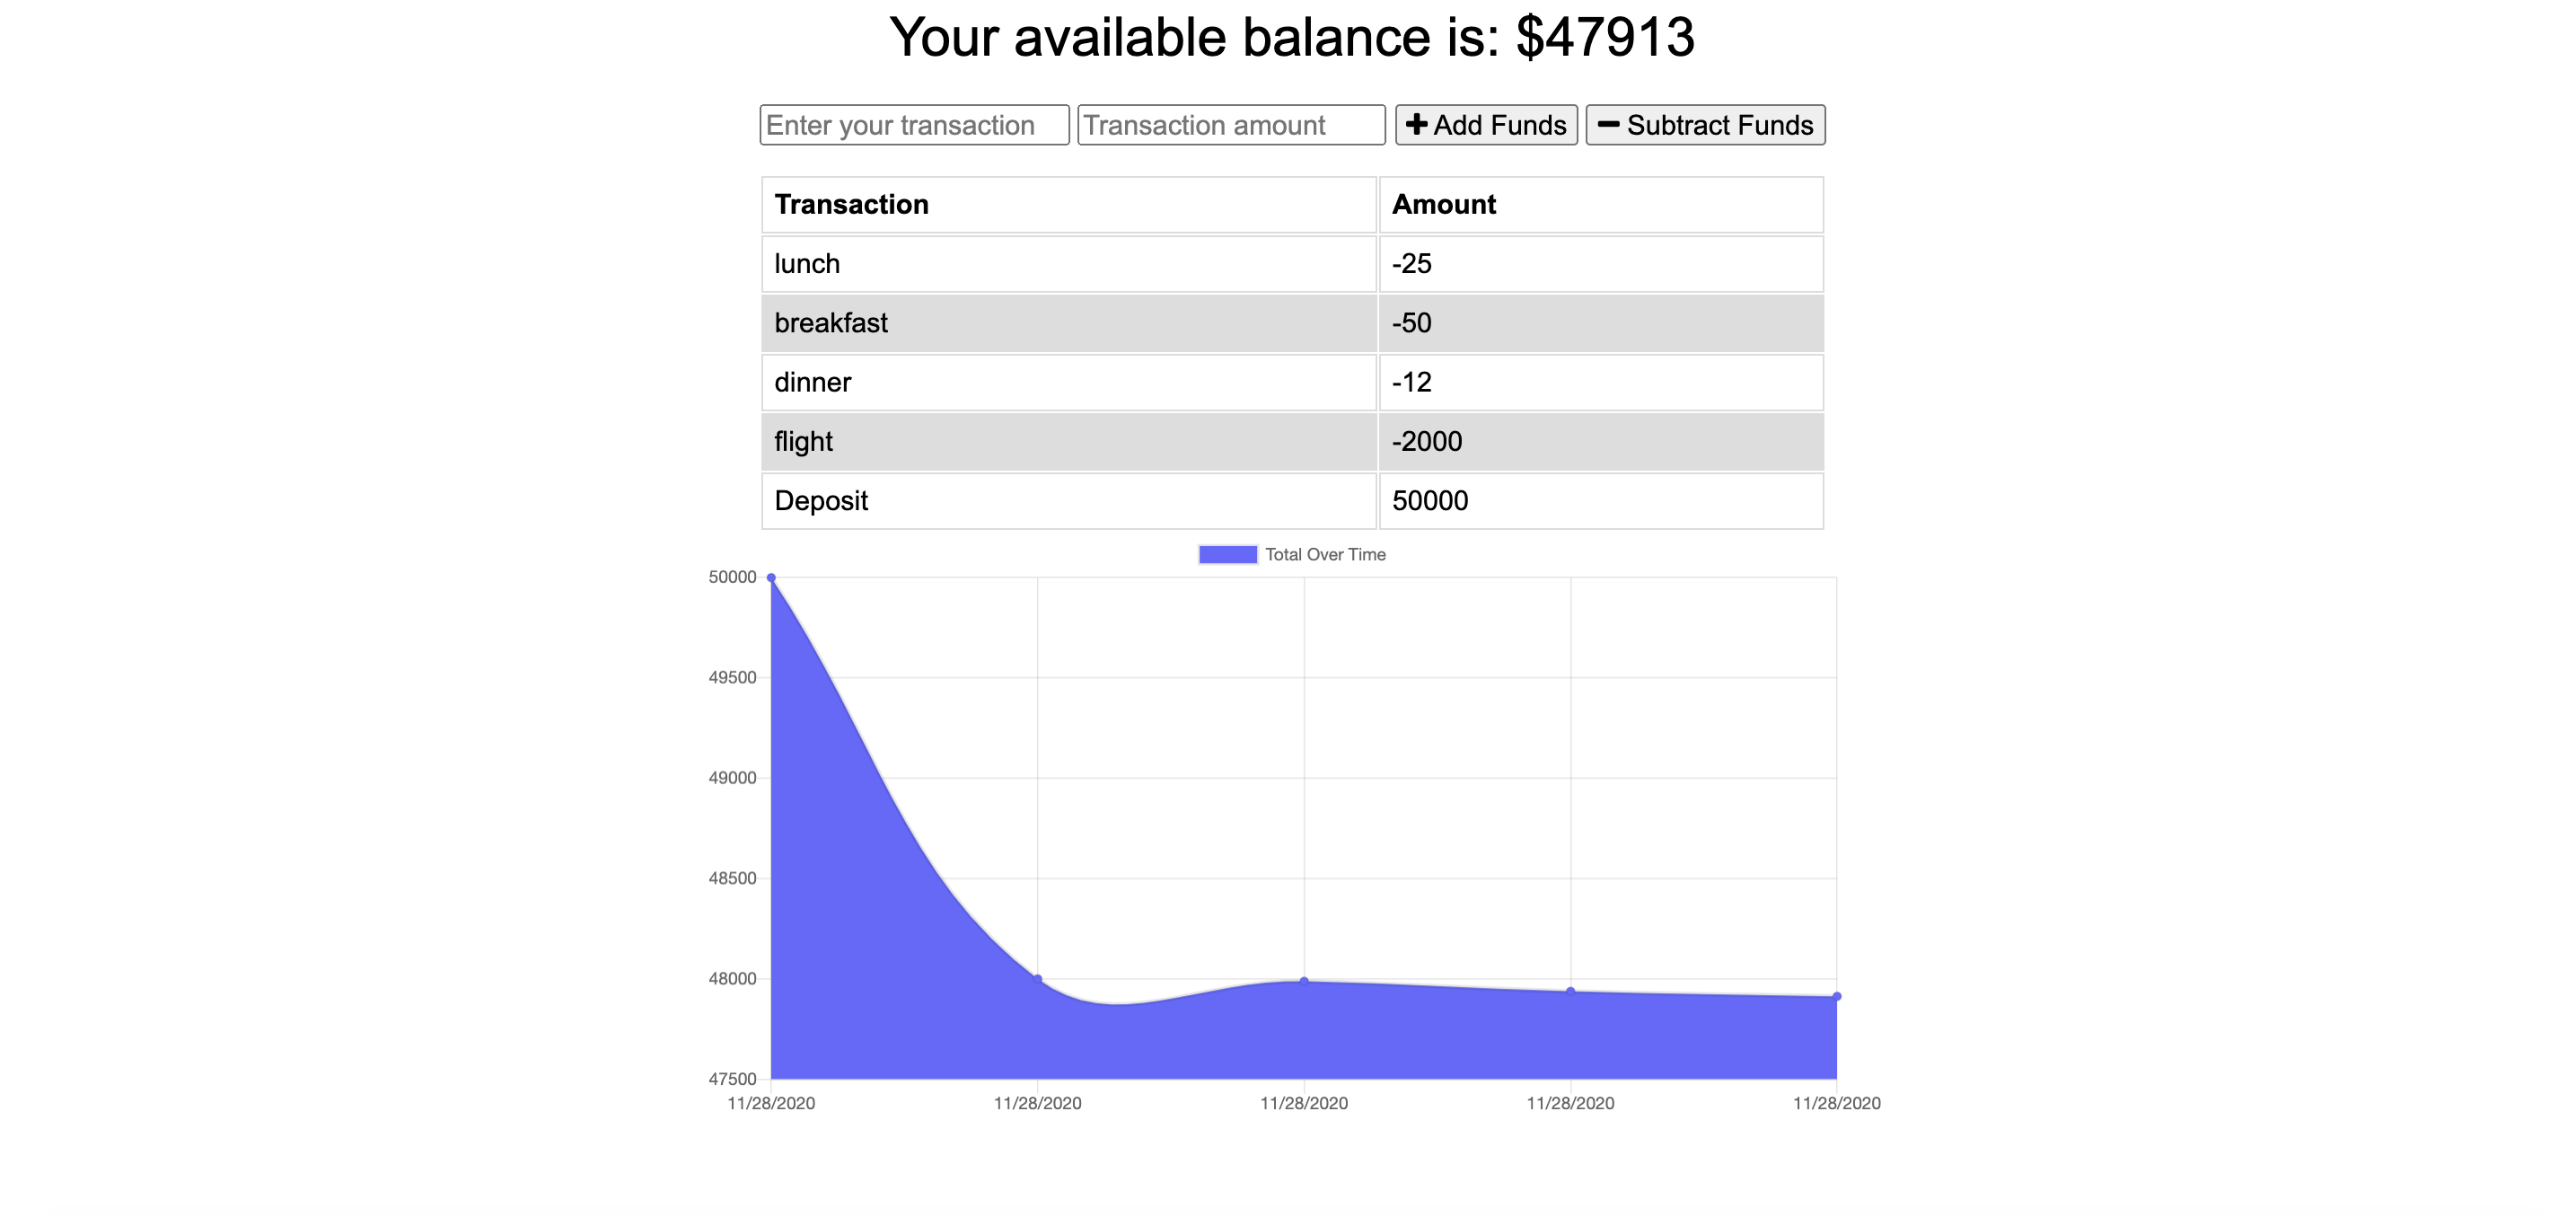 Your available balance is: $47913
Enter your transaction Transaction amount Add Funds Subtract Funds
Transaction Amount
lunch -25
breakfast -50
dinner -12
flight -2000
Deposit 50000
Total Over Time
50000
49500
49000
48500
48000
47500
11/28/2020 11/28/2020 11/28/2020 11/28/2020 11/28/2020